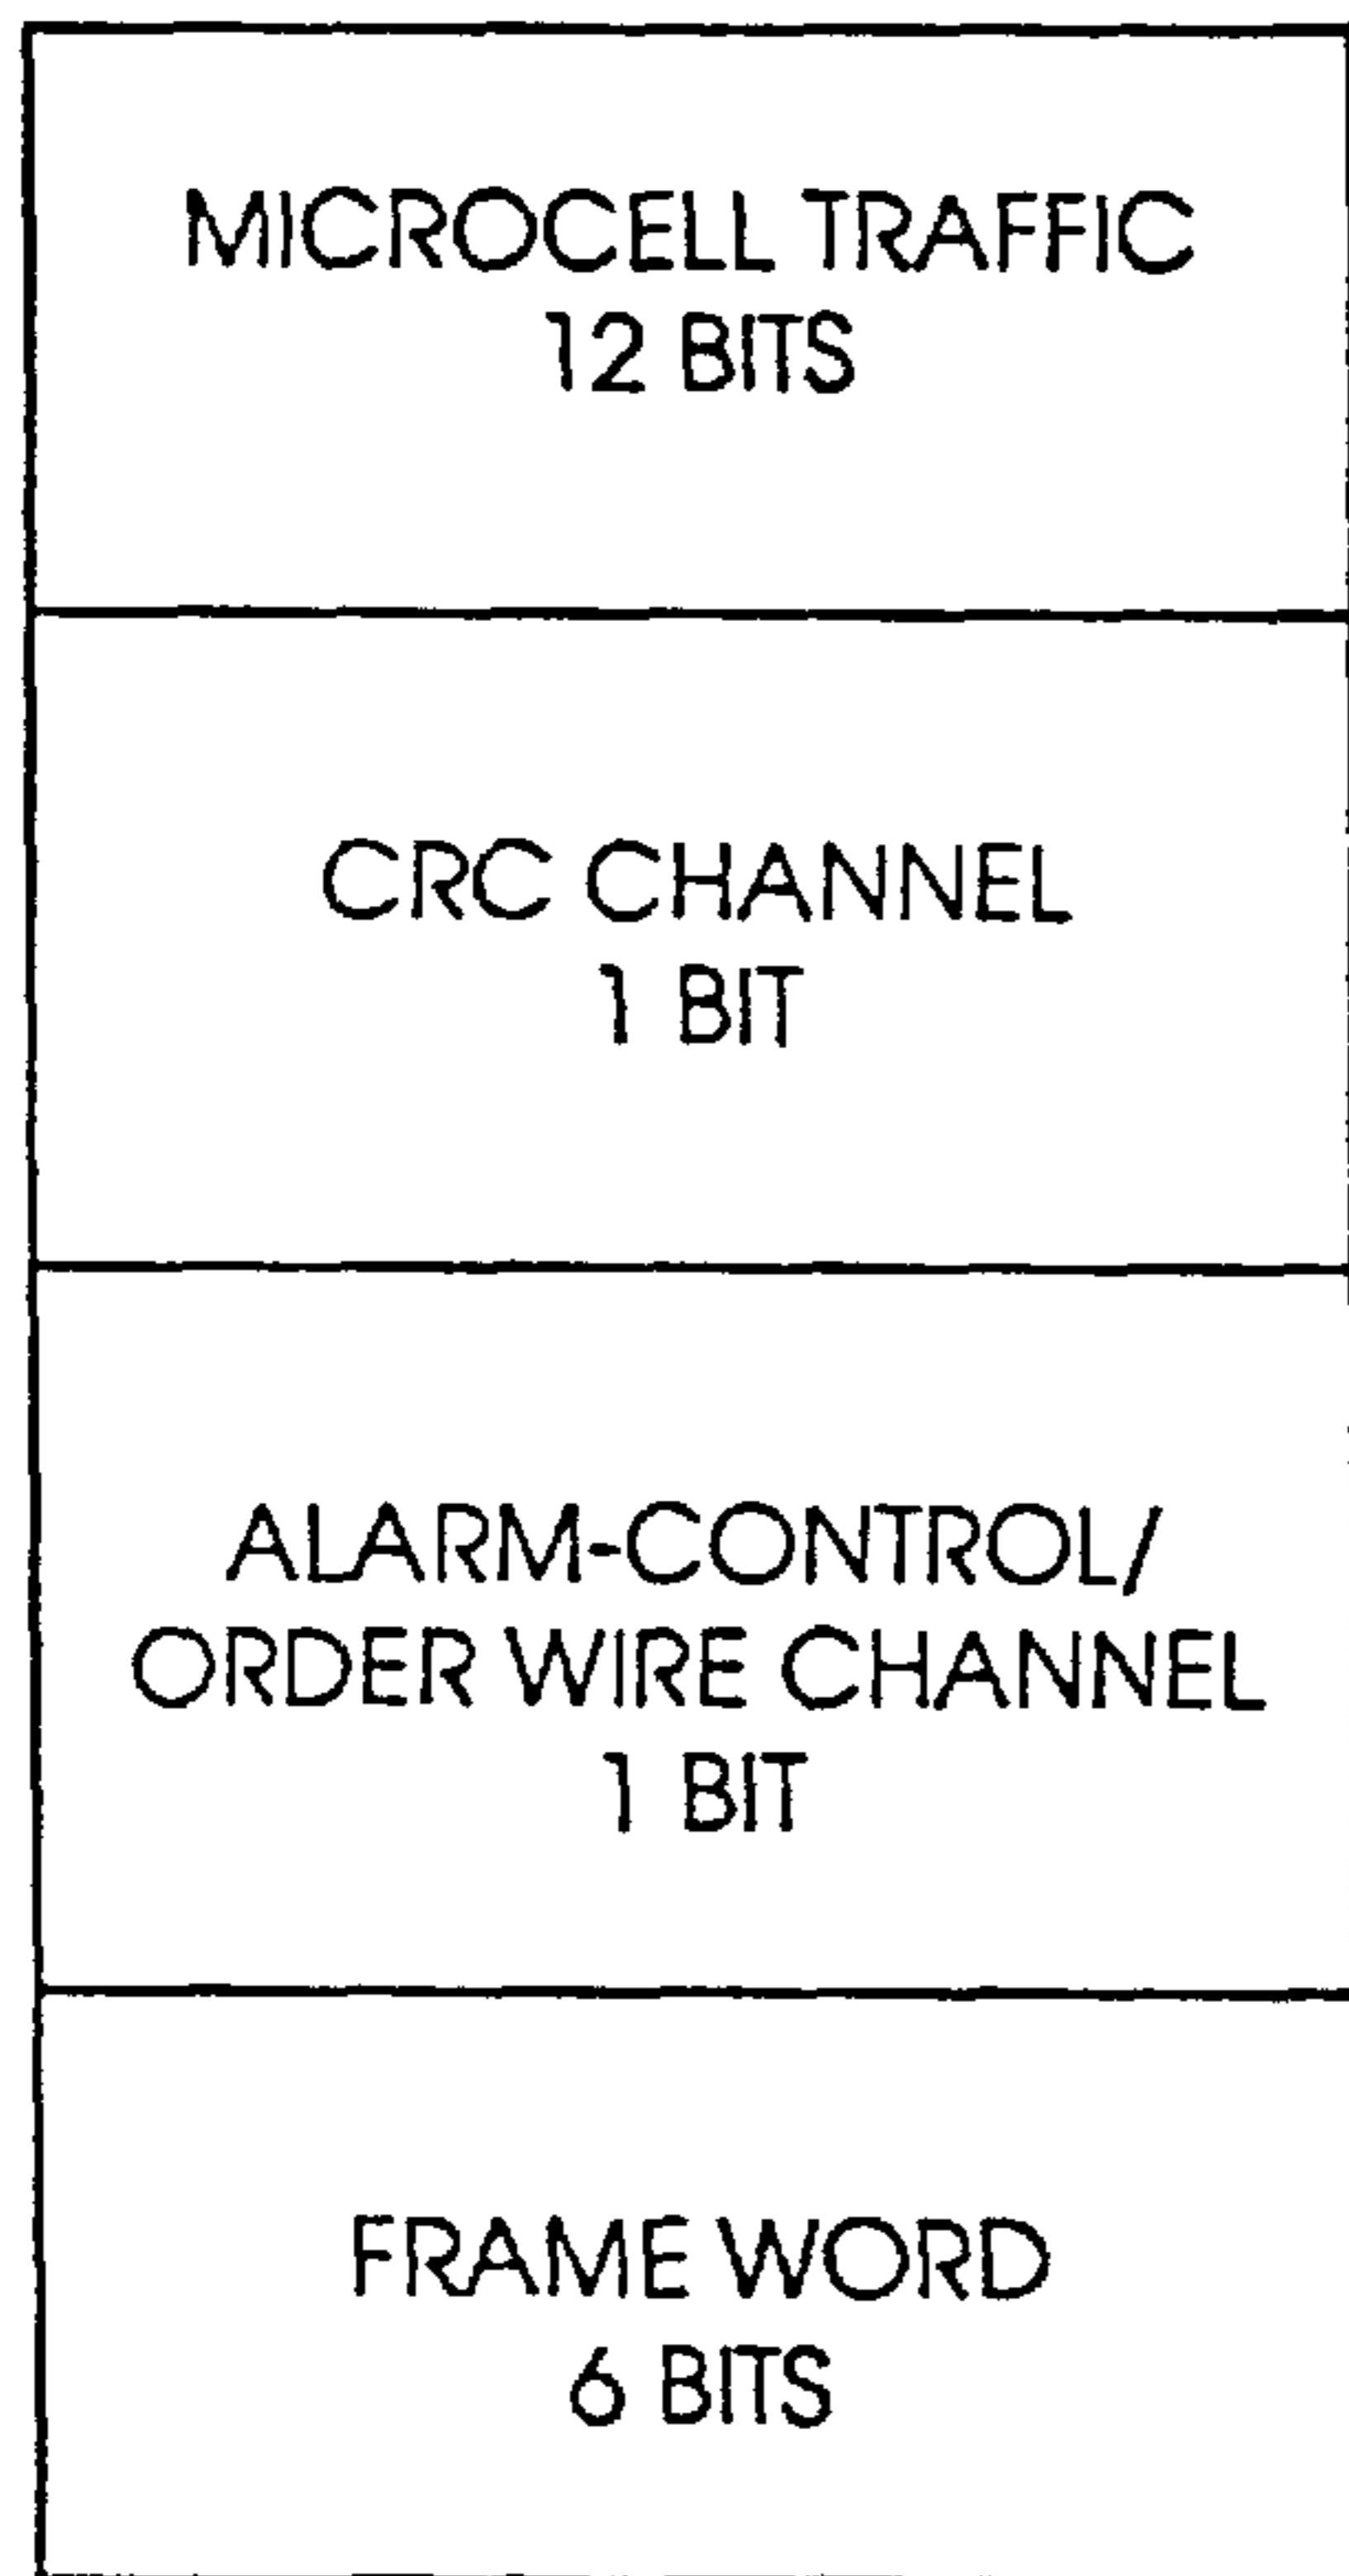 MICROCELL TRAFFIC
12 BITS
CRC CHANNEL
1 BIT
ALARM-CONTROL/
ORDER WIRE CHANNEL
1 BIT
FRAME WORD
6 BITS